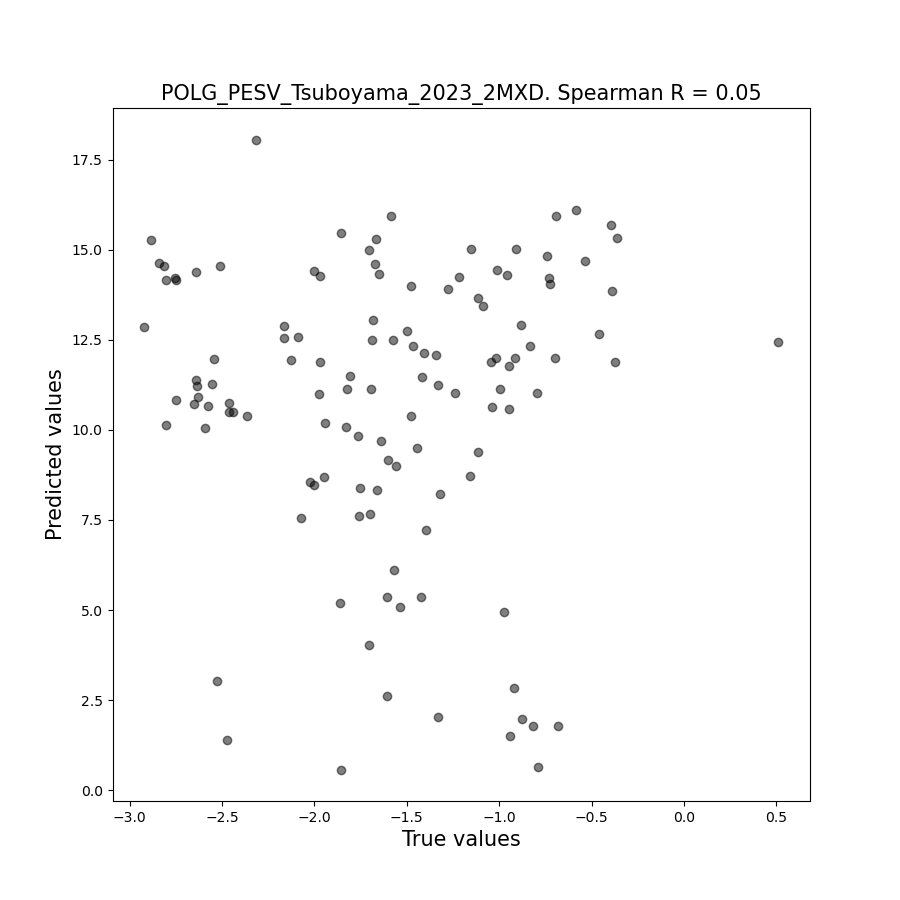 POLG_PESV_Tsuboyama_2023_2MXD. Spearman R = 0.05
17.5
15.0
12.5
10.0
7.5
5.0
2.5
0.0
Predicted values
−3.0 −2.5 −2.0 −1.5 −1.0 −0.5 0.0 0.5
True values